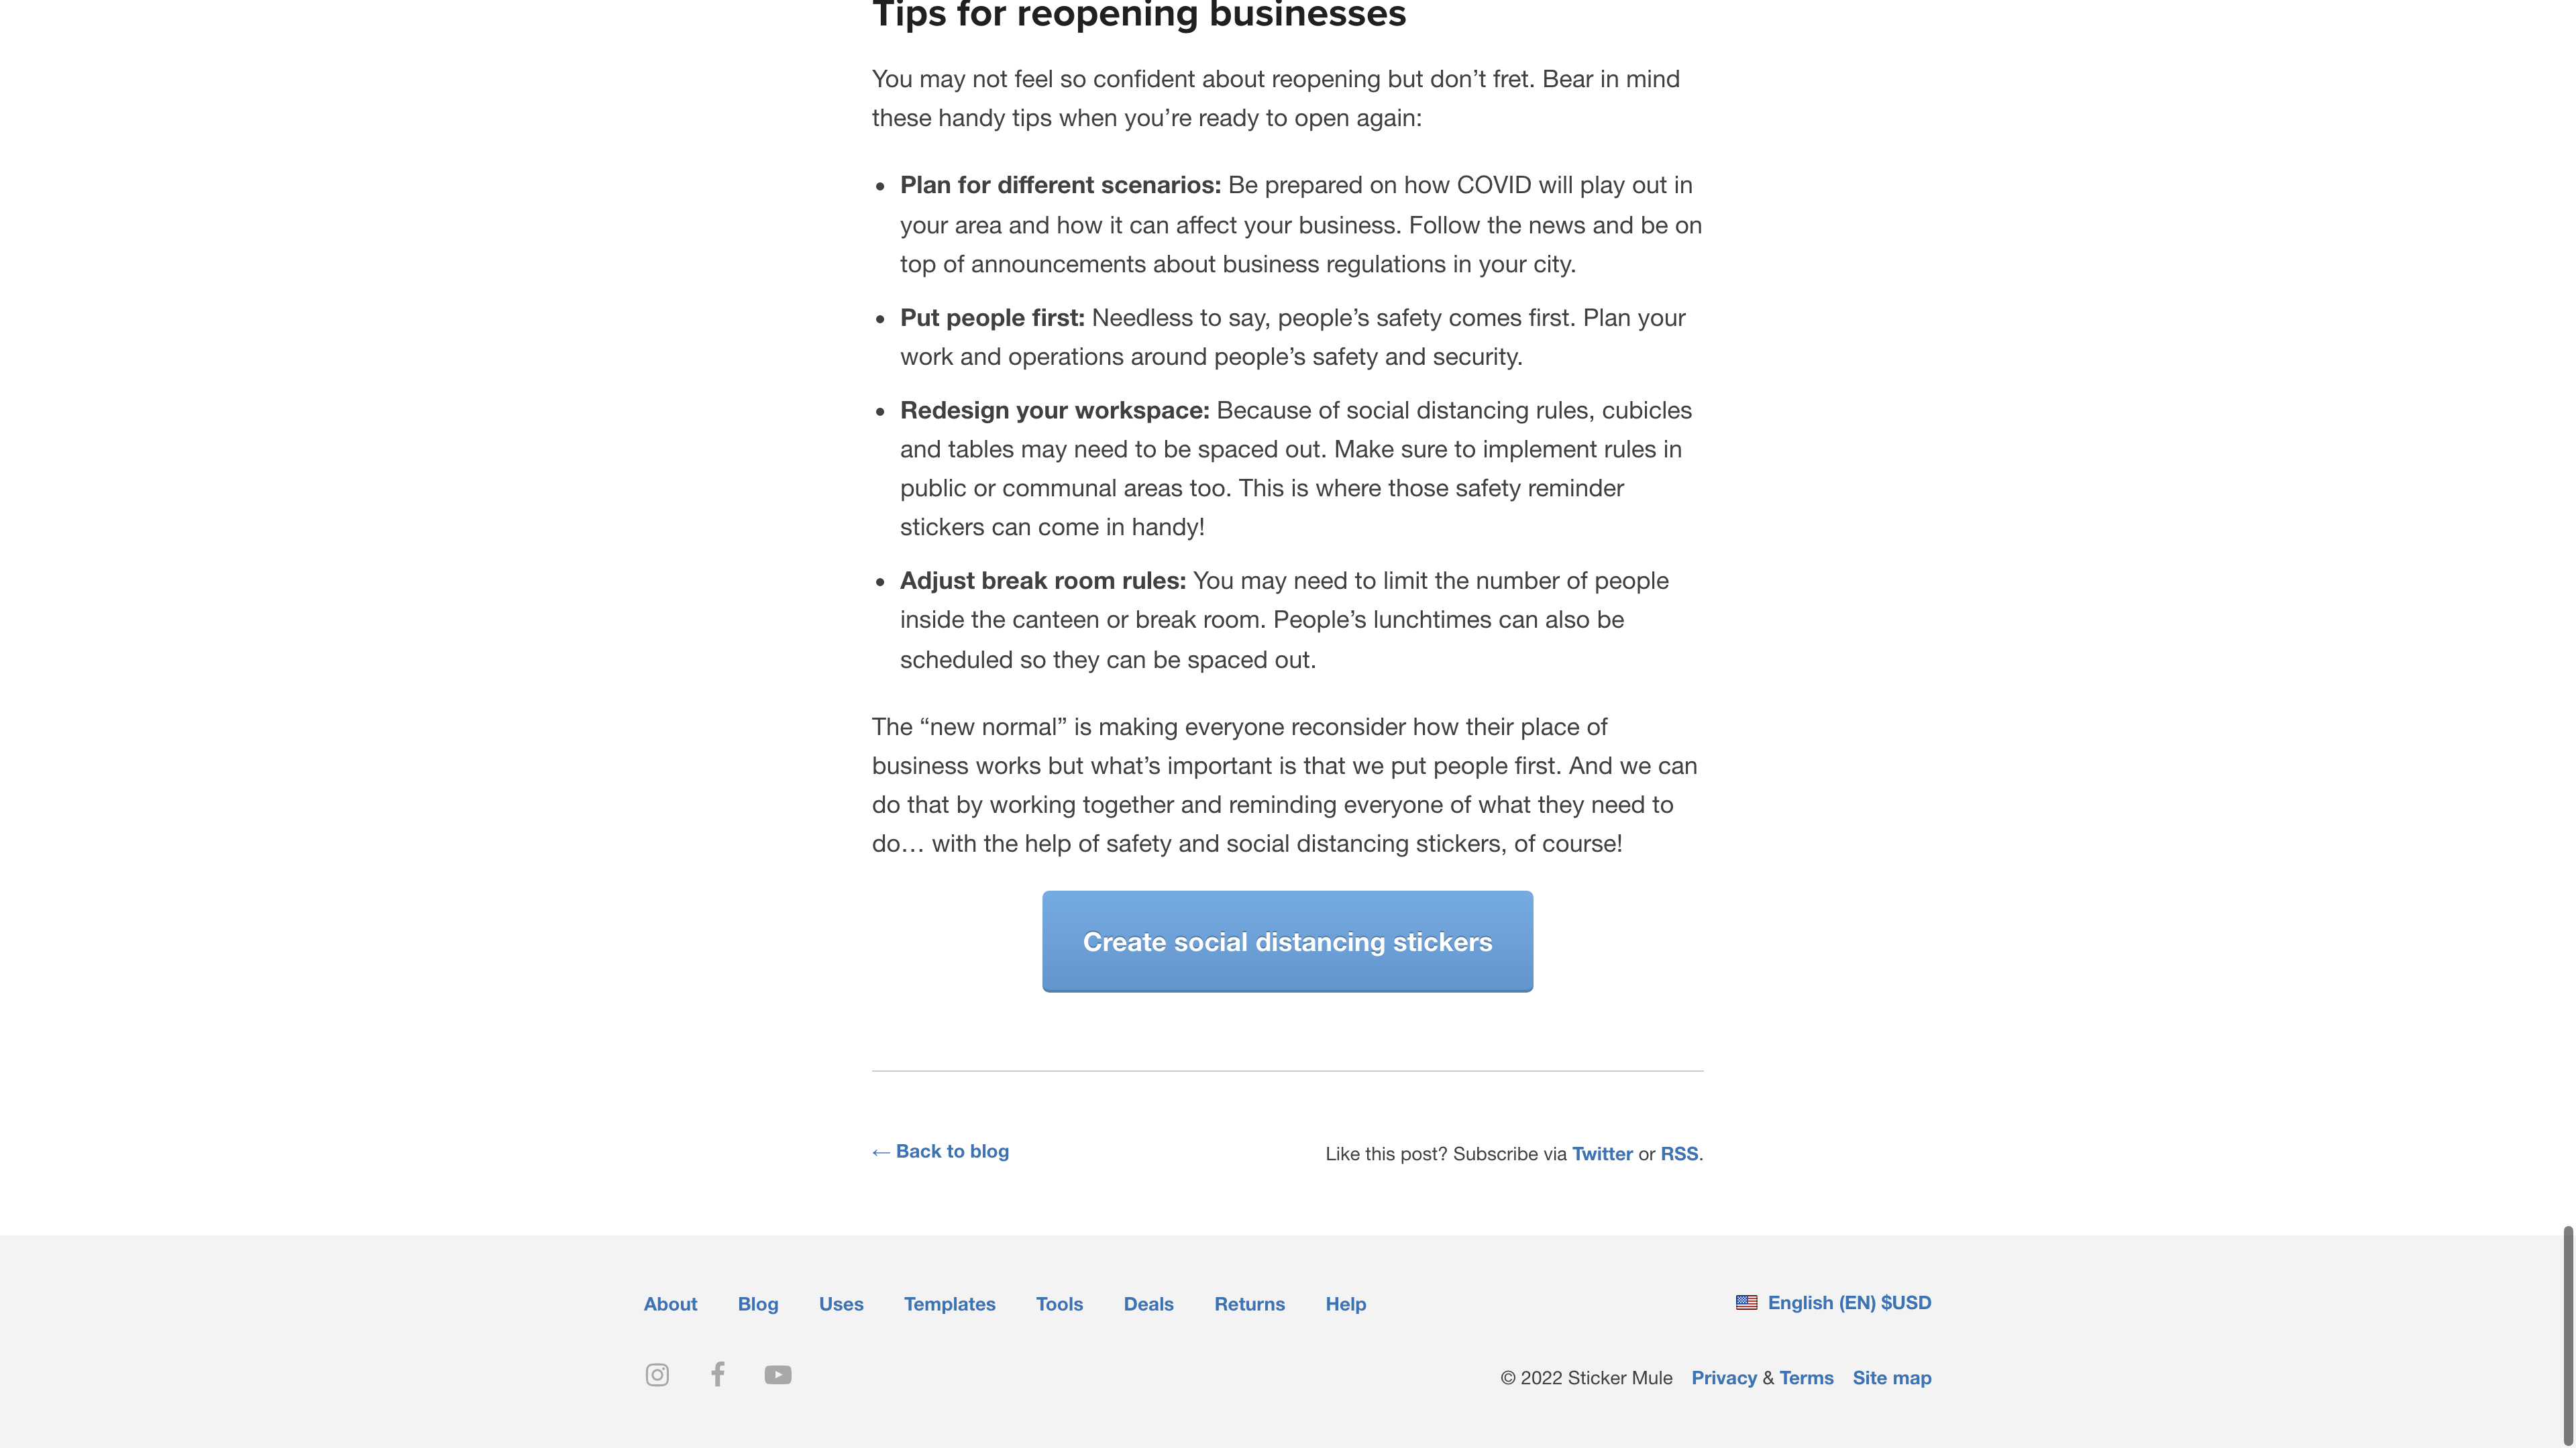 Tips for reopening businesses
You may not feel so confident about reopening but don’t fret. Bear in mind
these handy tips when you’re ready to open again:
• Plan for different scenarios: Be prepared on how COVID will play out in
your area and how it can affect your business. Follow the news and be on
top of announcements about business regulations in your city.
• Put people first: Needless to say, people’s safety comes first. Plan your
work and operations around people’s safety and security.
• Redesign your workspace: Because of social distancing rules, cubicles
and tables may need to be spaced out. Make sure to implement rules in
public or communal areas too. This is where those safety reminder
stickers can come in handy!
• Adjust break room rules: You may need to limit the number of people
inside the canteen or break room. People’s lunchtimes can also be
scheduled so they can be spaced out.
The “new normal” is making everyone reconsider how their place of
business works but what’s important is that we put people first. And we can
do that by working together and reminding everyone of what they need to
do… with the help of safety and social distancing stickers, of course!
Create social distancing stickers
← Back to blog
Like this post? Subscribe via Twitter or RSS.
About Blog Uses Templates Tools Deals Returns Help
English (EN) $USD
© 2022 Sticker Mule Privacy & Terms Site map